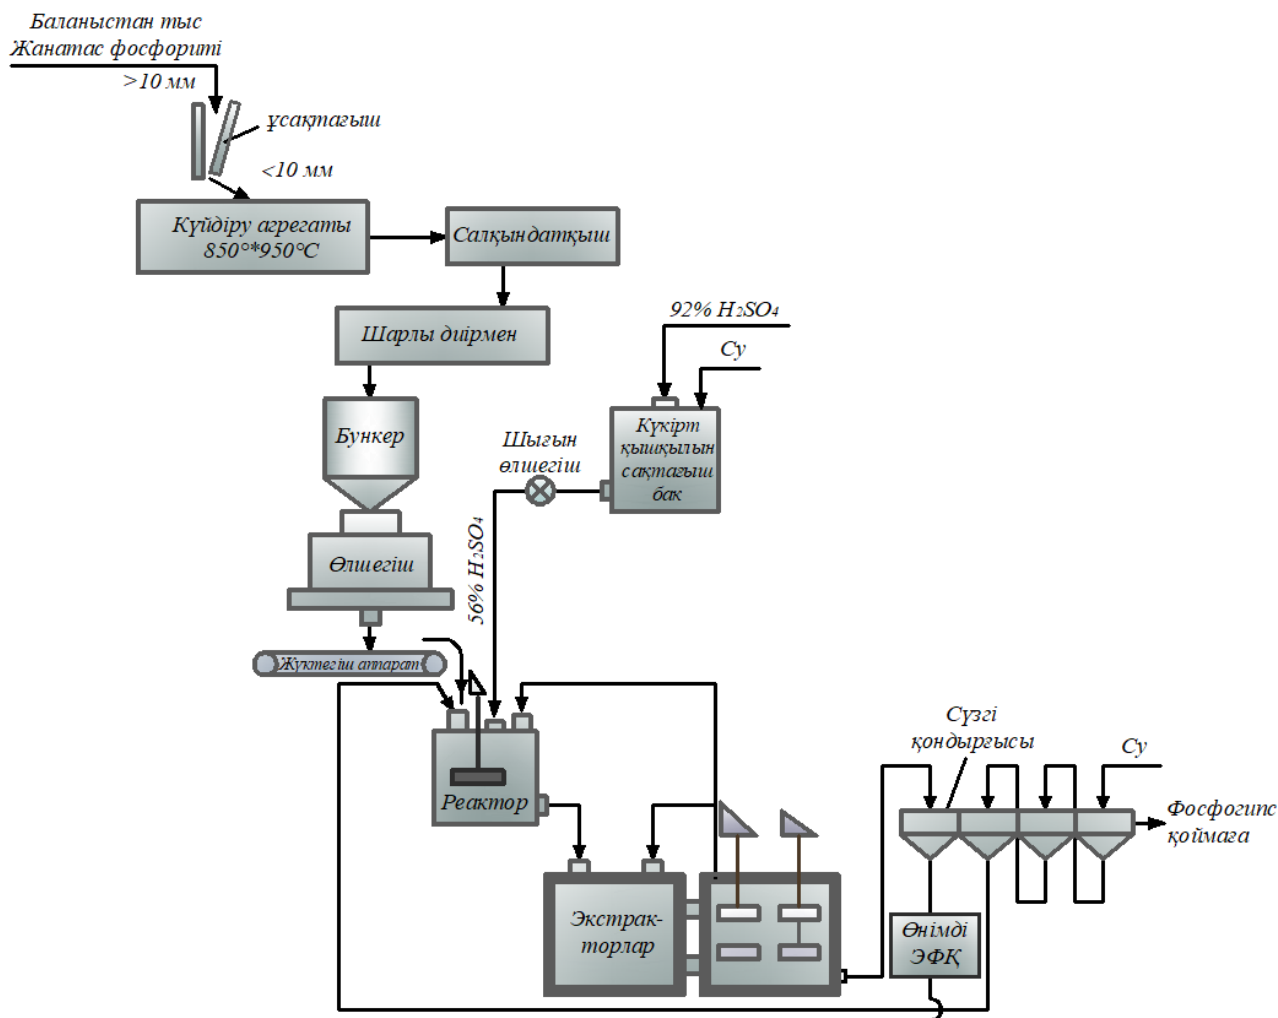 Баланыстан тыс
Жанатас фосфориті
>10 мм
ұсақтағыш
<10 мм
Күйдіру агрегаты
850°*950°С
Салқындатқыш
Шарлы диірмен
92% H₂SO₄
Су
Бункер
Шығын
өлшегіш
Күкірт
қышқылын
сақтағыш
бак
56% H₂SO₄
Өлшегіш
Жүктегіш аппарат
Реактор
Сүзгі
қондырғысы
Су
Фосфогипс
қоймаға
Экстрак-
торлар
Өнімді
ЭФҚ